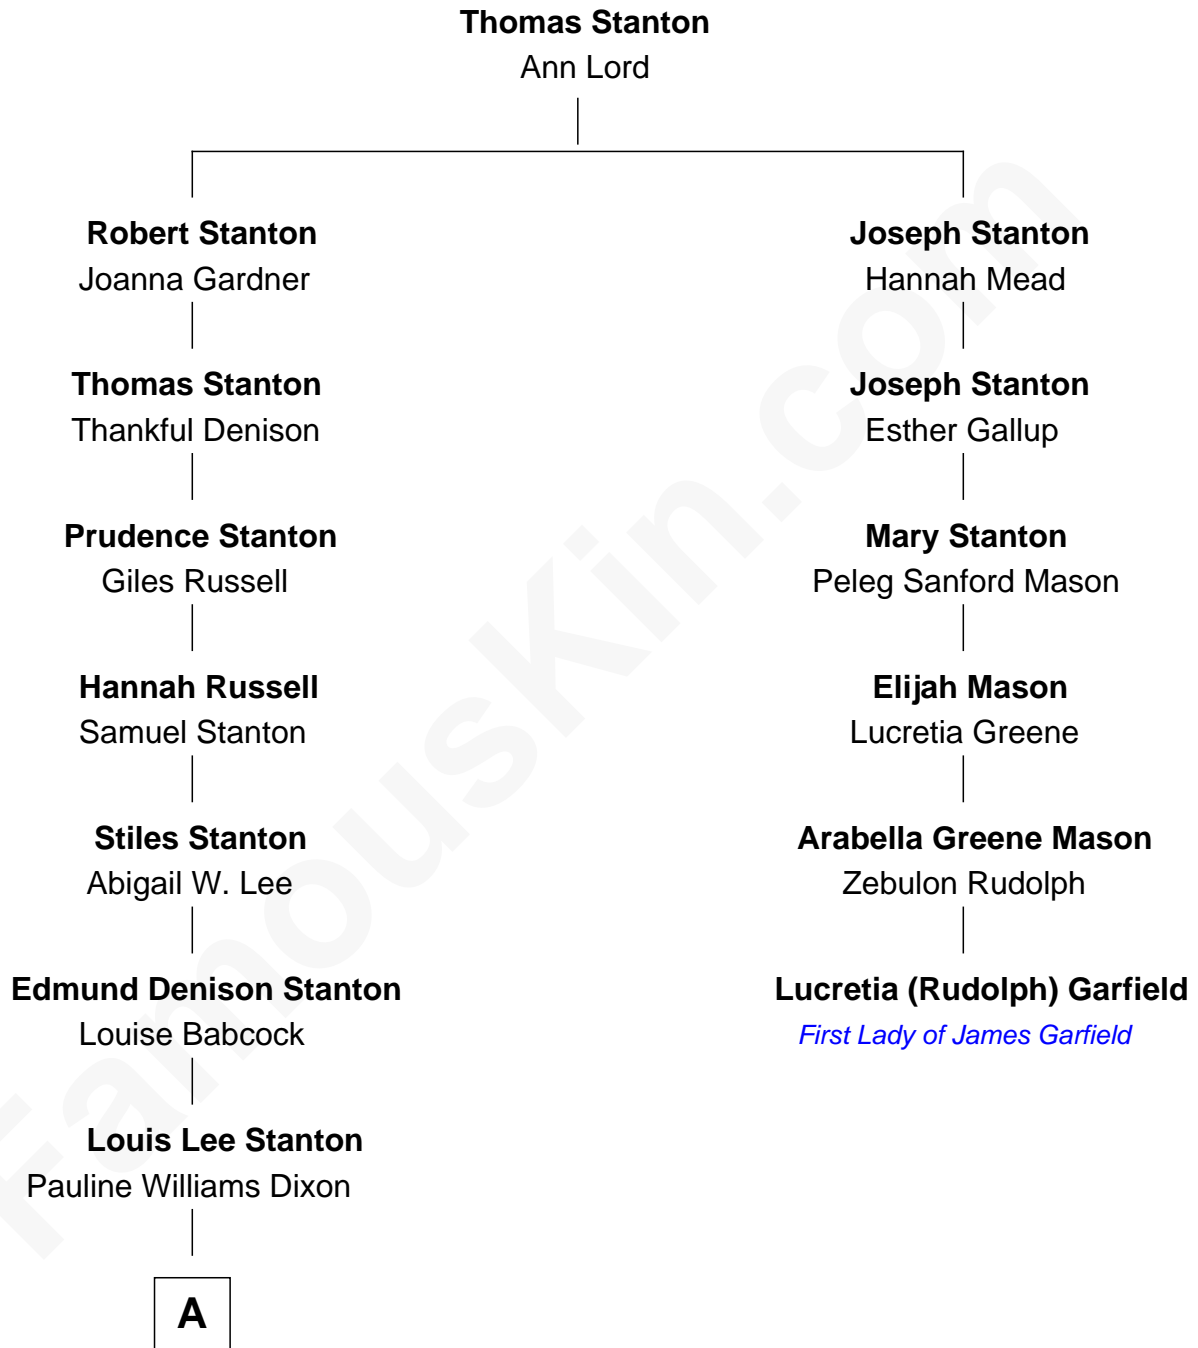 Thomas Stanton
Ann Lord
Robert Stanton
Joanna Gardner
Joseph Stanton
Hannah Mead
Thomas Stanton
Thankful Denison
Joseph Stanton
Esther Gallup
Prudence Stanton
Giles Russell
Mary Stanton
Peleg Sanford Mason
Hannah Russell
Samuel Stanton
Elijah Mason
Lucretia Greene
Stiles Stanton
Abigail W. Lee
Arabella Greene Mason
Zebulon Rudolph
Edmund Denison Stanton
Louise Babcock
Lucretia (Rudolph) Garfield
First Lady of James Garfield
Louis Lee Stanton
Pauline Williams Dixon
A
FamousKin.com